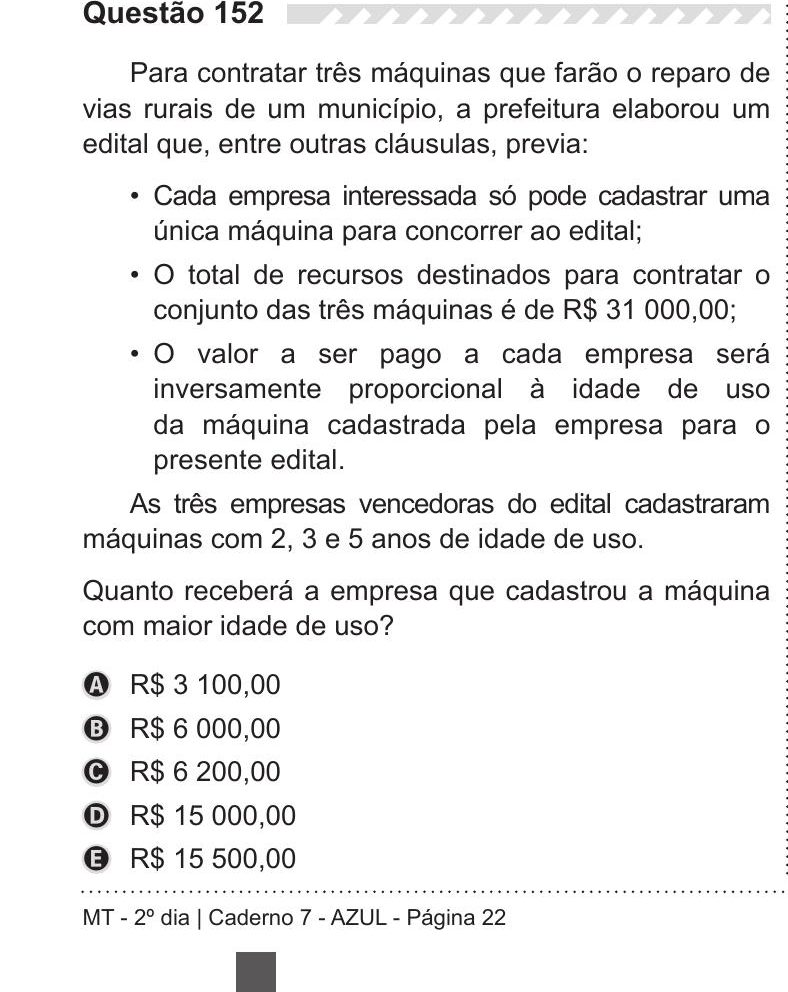 Questão 152
Para contratar três máquinas que farão o reparo de
vias rurais de um município, a prefeitura elaborou um
edital que, entre outras cláusulas, previa:
• Cada empresa interessada só pode cadastrar uma
única máquina para concorrer ao edital;
• O total de recursos destinados para contratar o
conjunto das três máquinas é de R$ 31 000,00;
• O valor a ser pago a cada empresa será
inversamente proporcional à idade de uso
da máquina cadastrada pela empresa para o
presente edital.
As três empresas vencedoras do edital cadastraram
máquinas com 2, 3 e 5 anos de idade de uso.
Quanto receberá a empresa que cadastrou a máquina
com maior idade de uso?
A R$ 3 100,00
B R$ 6 000,00
C R$ 6 200,00
D R$ 15 000,00
E R$ 15 500,00
MT - 2º dia | Caderno 7 - AZUL - Página 22